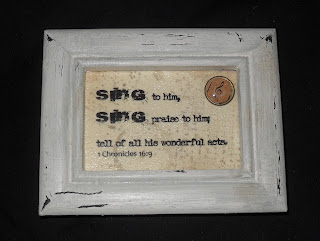 sing to him,
sing praise to him;
tell of all his wonderful acts.
1 Chronicles 16:9